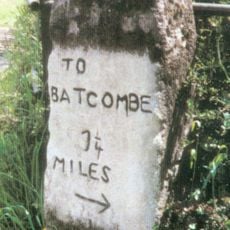 TO
BATCOMBE
1¼
MILES
→